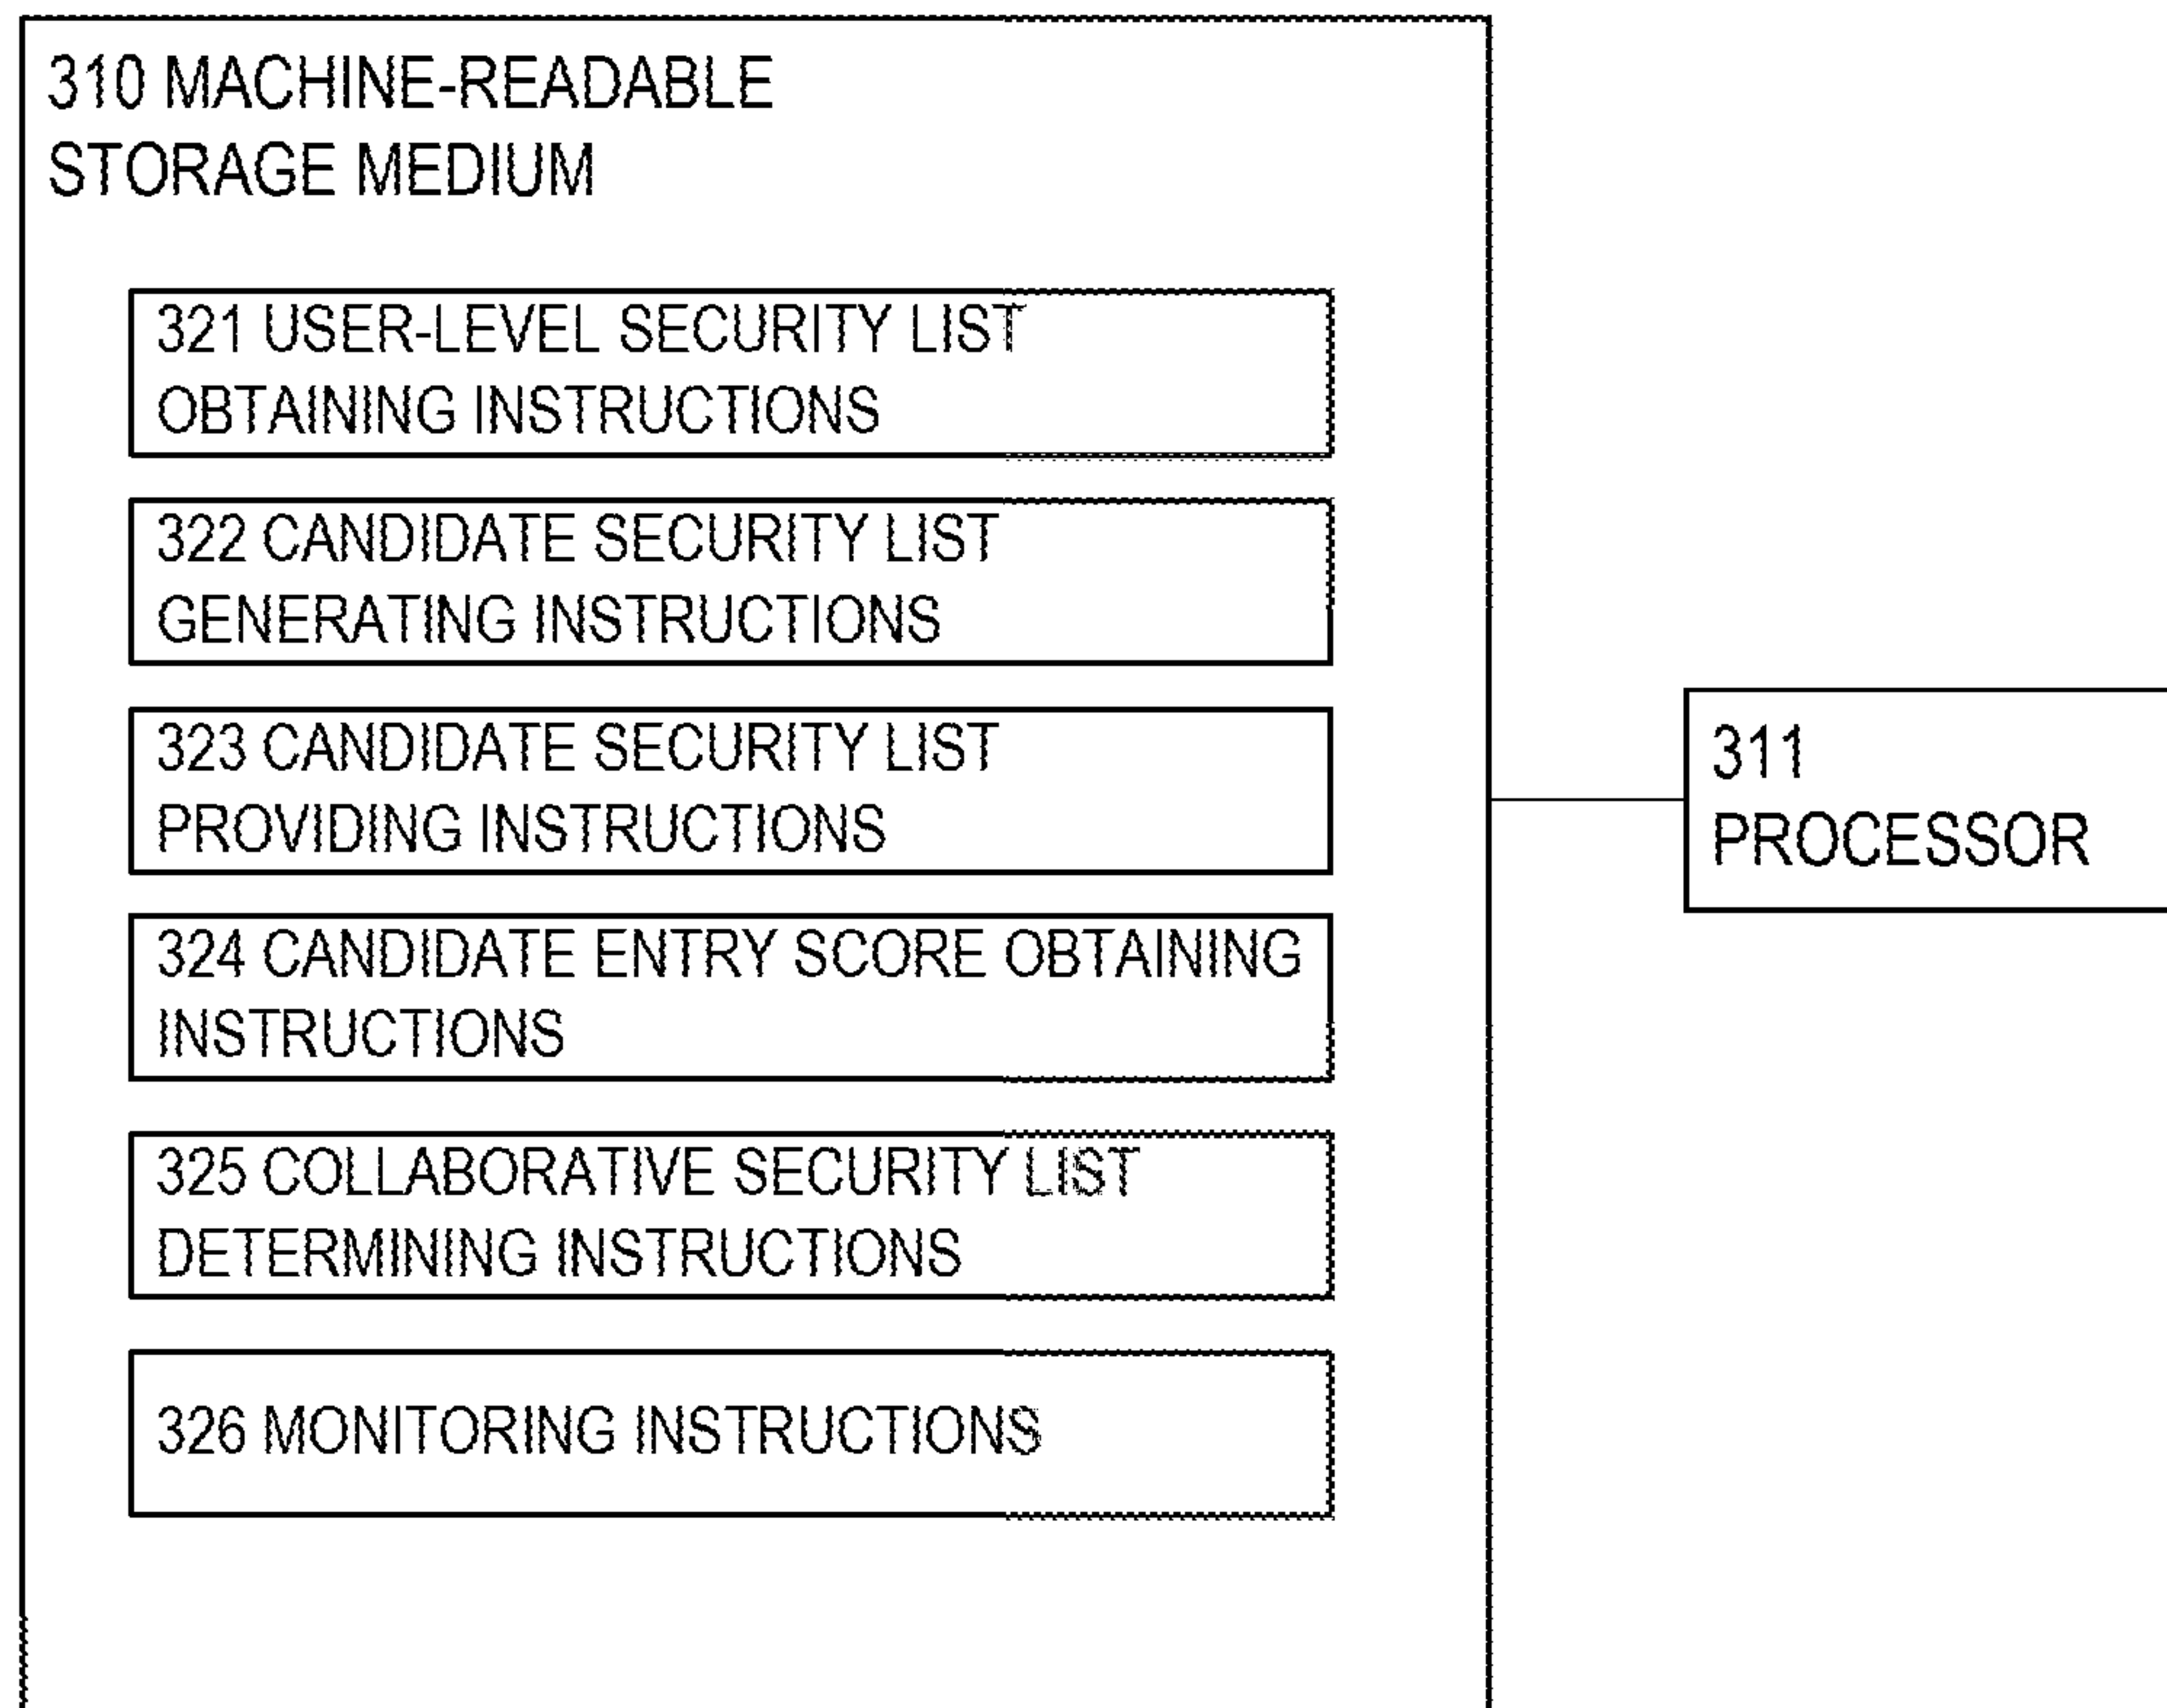 310 MACHINE-READABLE
STORAGE MEDIUM
321 USER-LEVEL SECURITY LIST
OBTAINING INSTRUCTIONS
322 CANDIDATE SECURITY LIST
GENERATING INSTRUCTIONS
323 CANDIDATE SECURITY LIST
PROVIDING INSTRUCTIONS
324 CANDIDATE ENTRY SCORE OBTAINING
INSTRUCTIONS
325 COLLABORATIVE SECURITY LIST
DETERMINING INSTRUCTIONS
326 MONITORING INSTRUCTIONS
311
PROCESSOR